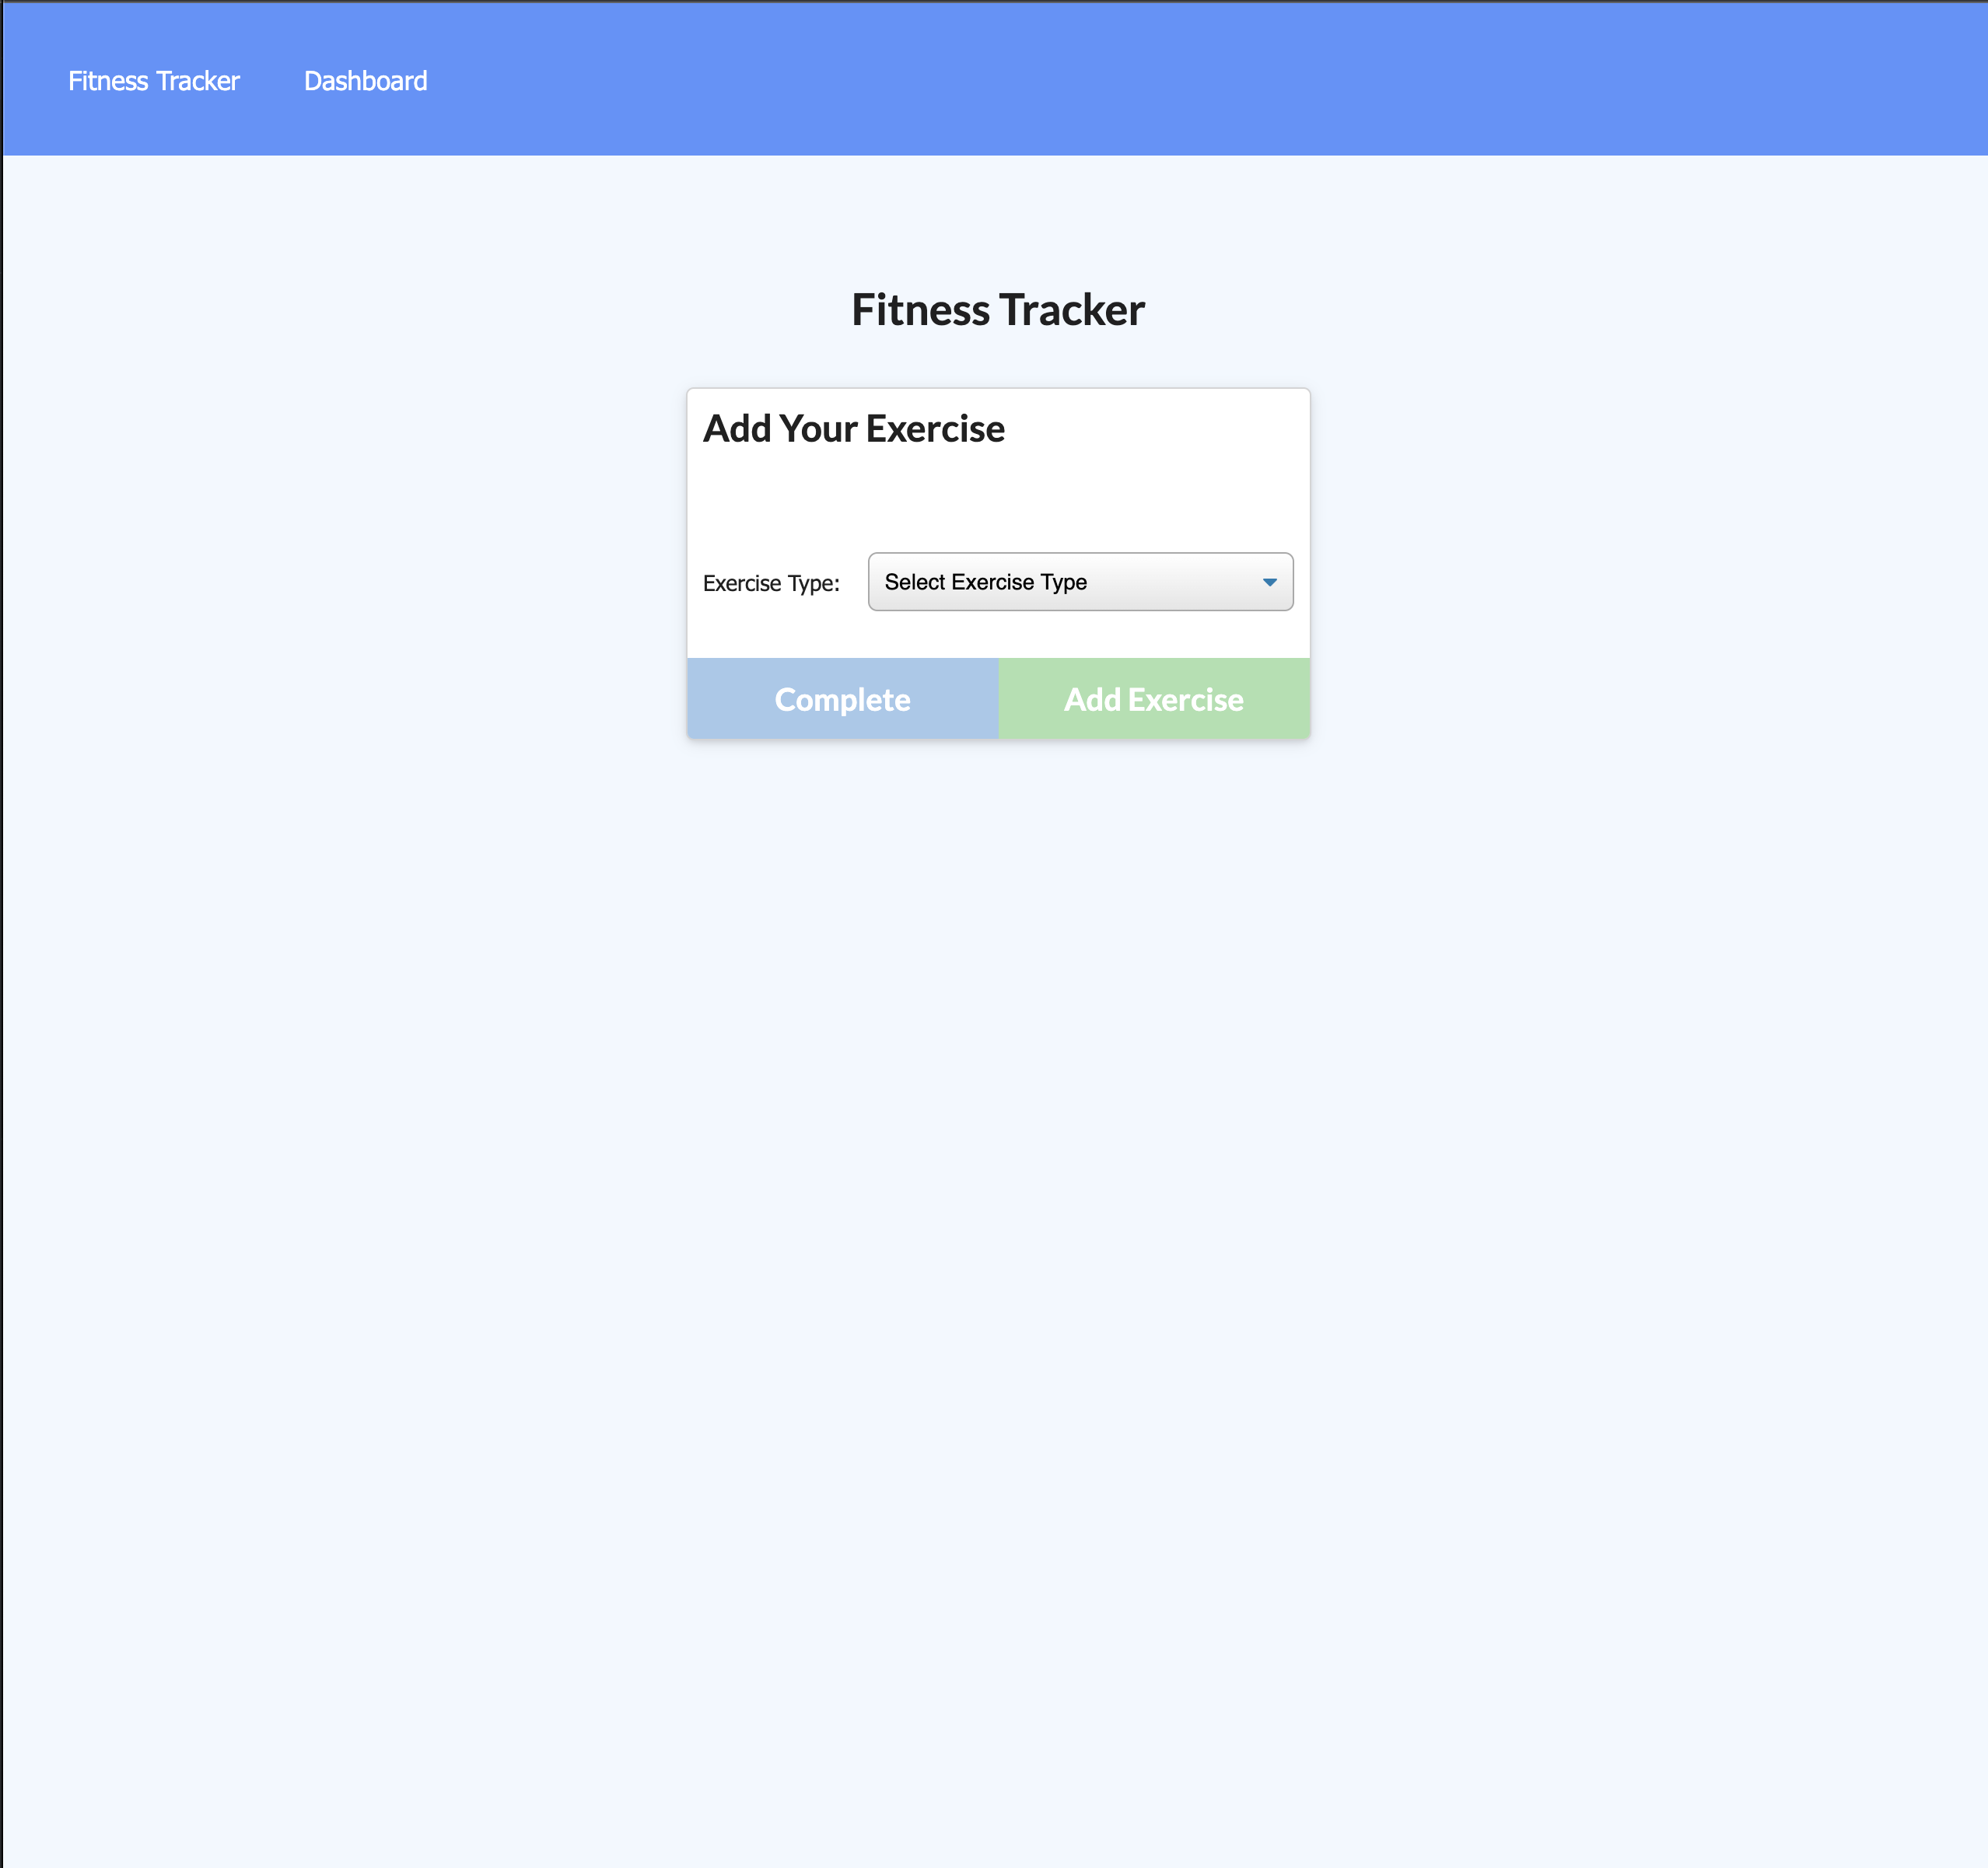 Fitness Tracker Dashboard
Fitness Tracker
Add Your Exercise
Exercise Type: Select Exercise Type
Complete Add Exercise